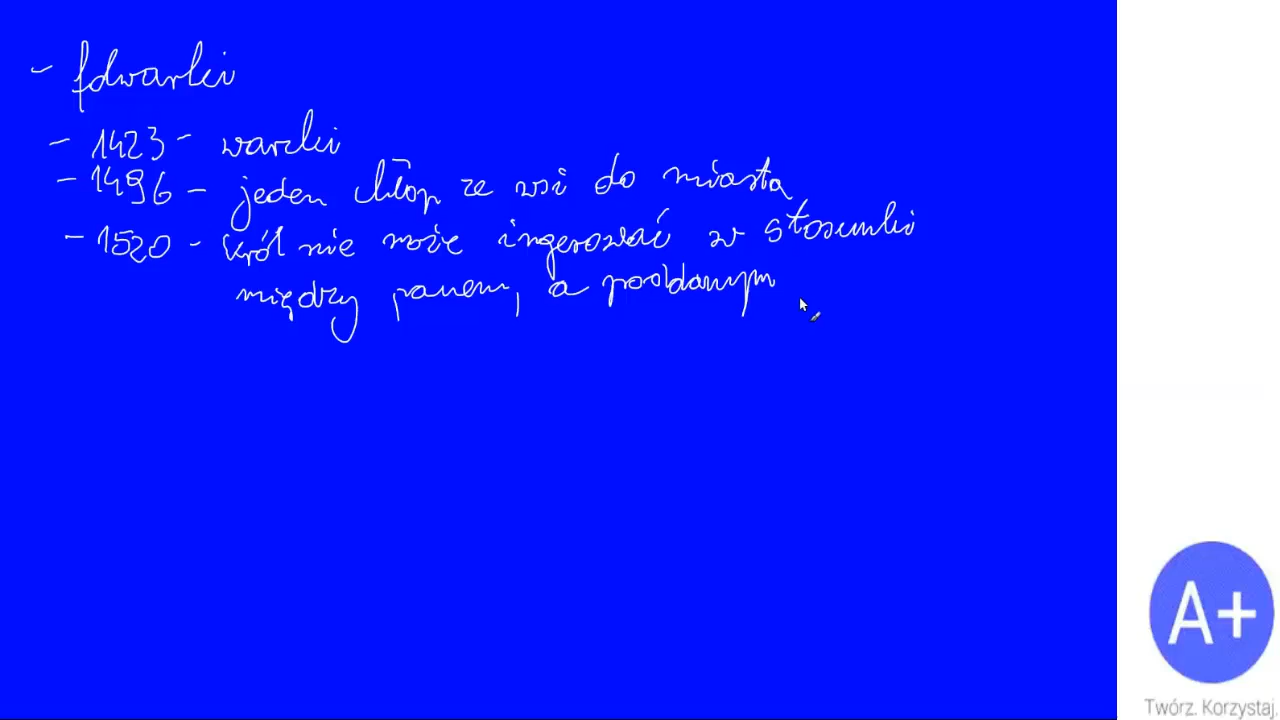 - folwarki
- 1423 - warcki
- 1496 - jeden chłop ze wsi do miasta
- 1520 - król nie może ingerować w stosunki
między panem, a poddanym
A+
Twórz. Korzystaj.